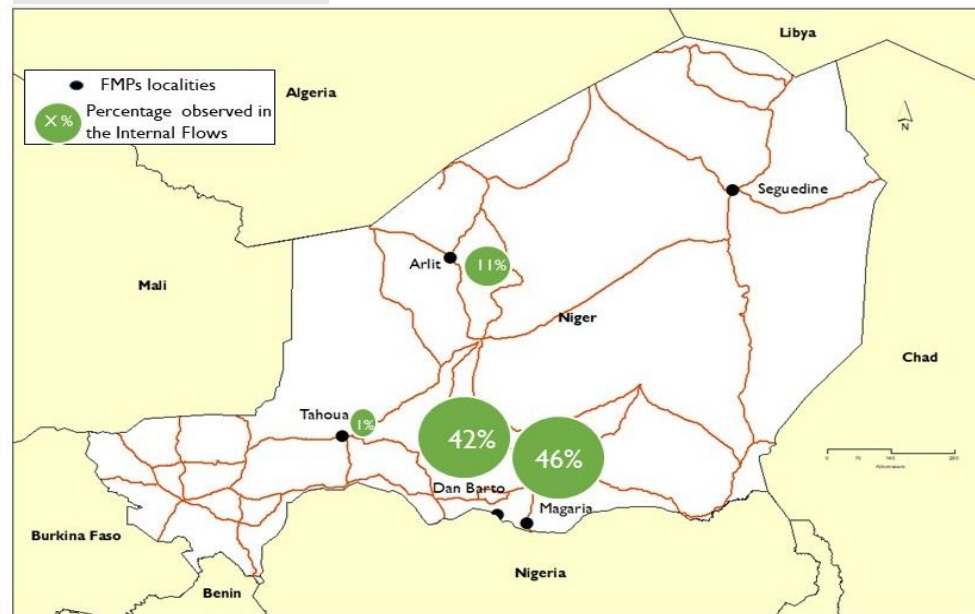 Libya
FMPs localities
X %
Percentage observed in
the Internal Flows
Algeria
N
Seguedine
Arlit
11%
Mali
Niger
Chad
Tahoua
1%
42%
46%
Dan Barto
Magaria
Burkina Faso
Nigeria
Benin